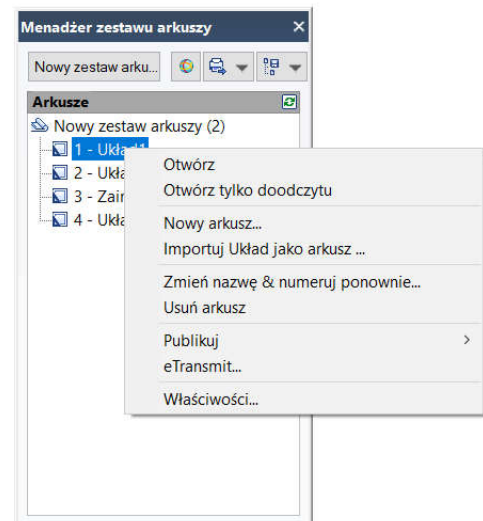 Menadżer zestawu arkuszy
Nowy zestaw arku...
Arkusze
Nowy zestaw arkuszy (2)
1 - Układ1
2 - Ukła
3 -
4 - Ukła
Otwórz
Otwórz tylko doodczytu
Nowy arkusz...
Importuj Układ jako arkusz ...
Zmień nazwę & numeruj ponownie...
Usuń arkusz
Publikuj
eTransmit...
Właściwości...